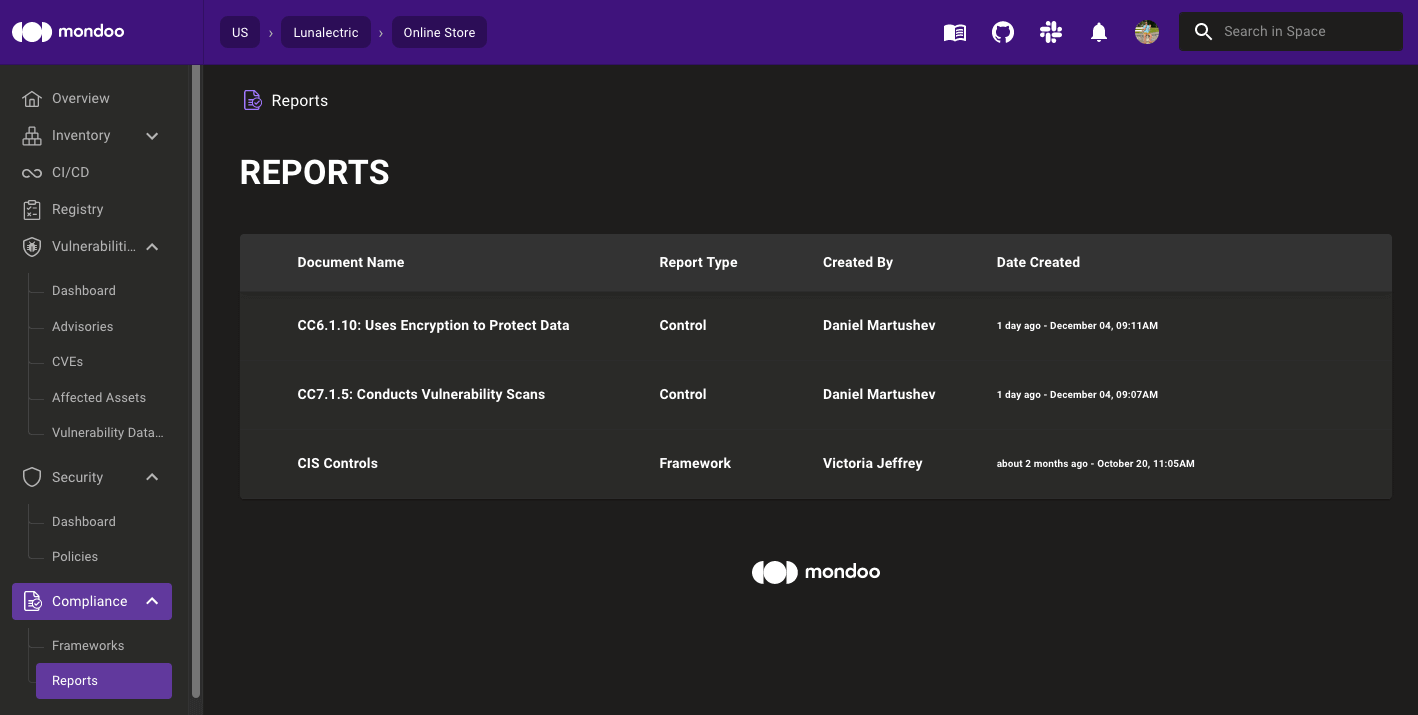 mondoo
US › Lunalectric › Online Store
Search in Space
Overview
Inventory
CI/CD
Registry
Vulnerabiliti...
Dashboard
Advisories
CVEs
Affected Assets
Vulnerability Data...
Security
Dashboard
Policies
Compliance
Frameworks
Reports
Reports
REPORTS
Document Name Report Type Created By Date Created
CC6.1.10: Uses Encryption to Protect Data Control Daniel Martushev 1 day ago - December 04, 09:11AM
CC7.1.5: Conducts Vulnerability Scans Control Daniel Martushev 1 day ago - December 04, 09:07AM
CIS Controls Framework Victoria Jeffrey about 2 months ago - October 20, 11:05AM
mondoo